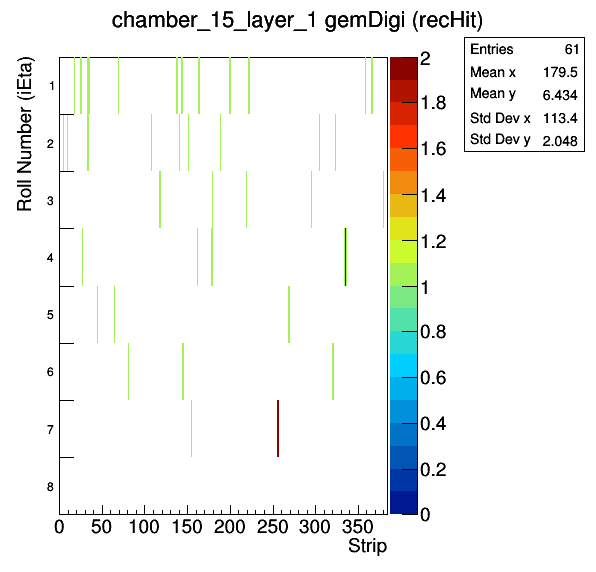 chamber_15_layer_1 gemDigi (recHit)
Entries 61
Mean x 179.5
Mean y 6.434
Std Dev x 113.4
Std Dev y 2.048
Roll Number (iEta)
1
2
3
4
5
6
7
8
2
1.8
1.6
1.4
1.2
1
0.8
0.6
0.4
0.2
0
0 50 100 150 200 250 300 350
Strip